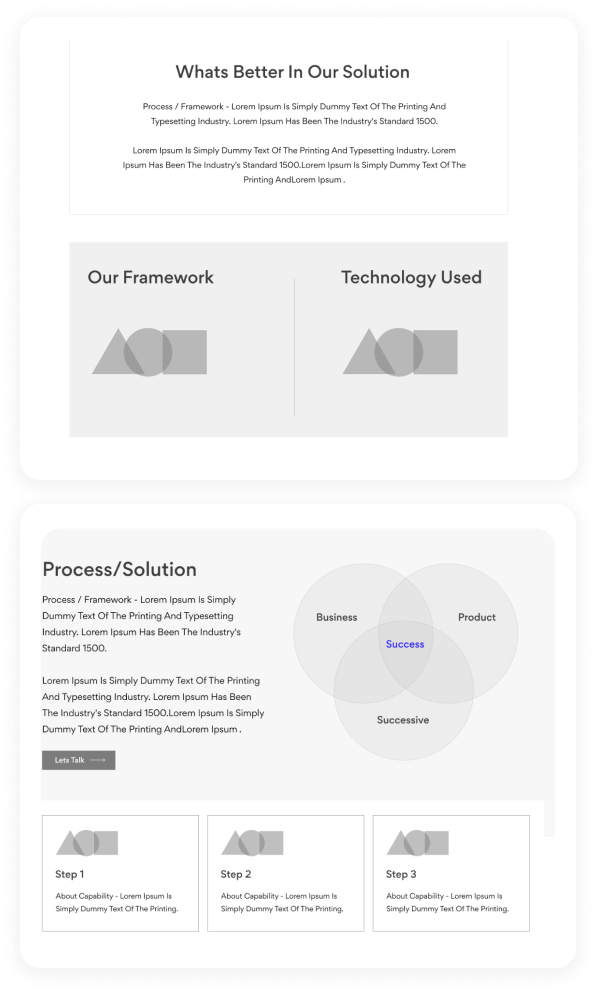 Whats Better In Our Solution
Process / Framework - Lorem Ipsum Is Simply Dummy Text Of The Printing And
Typesetting Industry. Lorem Ipsum Has Been The Industry's Standard 1500.
Lorem Ipsum Is Simply Dummy Text Of The Printing And Typesetting Industry. Lorem
Ipsum Has Been The Industry's Standard 1500.Lorem Ipsum Is Simply Dummy Text Of The
Printing AndLorem Ipsum .
Our Framework
Technology Used
Process/Solution
Process / Framework - Lorem Ipsum Is Simply
Dummy Text Of The Printing And Typesetting
Industry. Lorem Ipsum Has Been The Industry's
Standard 1500.
Lorem Ipsum Is Simply Dummy Text Of The Printing
And Typesetting Industry. Lorem Ipsum Has Been
The Industry's Standard 1500.Lorem Ipsum Is Simply
Dummy Text Of The Printing AndLorem Ipsum .
Lets Talk
Business
Product
Success
Successive
Step 1
About Capability - Lorem Ipsum Is
Simply Dummy Text Of The Printing.
Step 2
About Capability - Lorem Ipsum Is
Simply Dummy Text Of The Printing.
Step 3
About Capability - Lorem Ipsum Is
Simply Dummy Text Of The Printing.